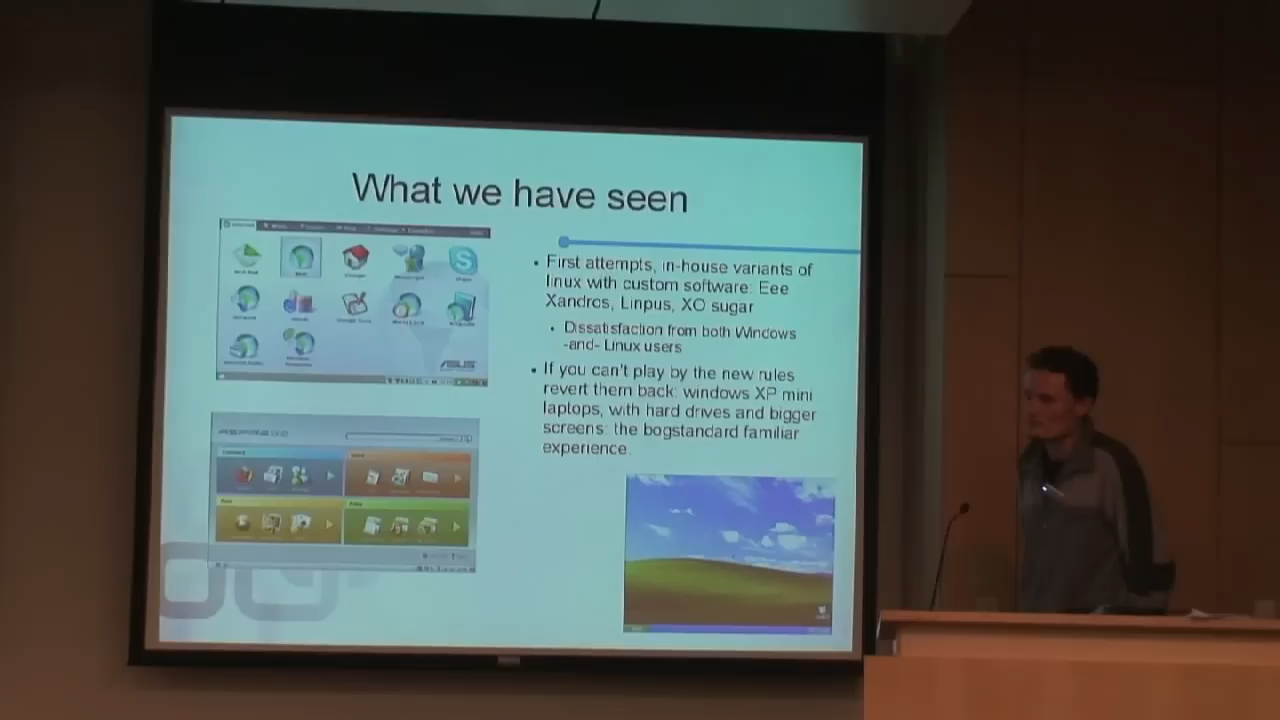 What we have seen
• First attempts, in-house variants of
linux with custom software: Eee
Xandros, Linpus, XO sugar
• Dissatisfaction from both Windows
-and- Linux users
• If you can't play by the new rules
revert them back: windows XP mini
laptops, with hard drives and bigger
screens: the bogstandard familiar
experience.
ASUS